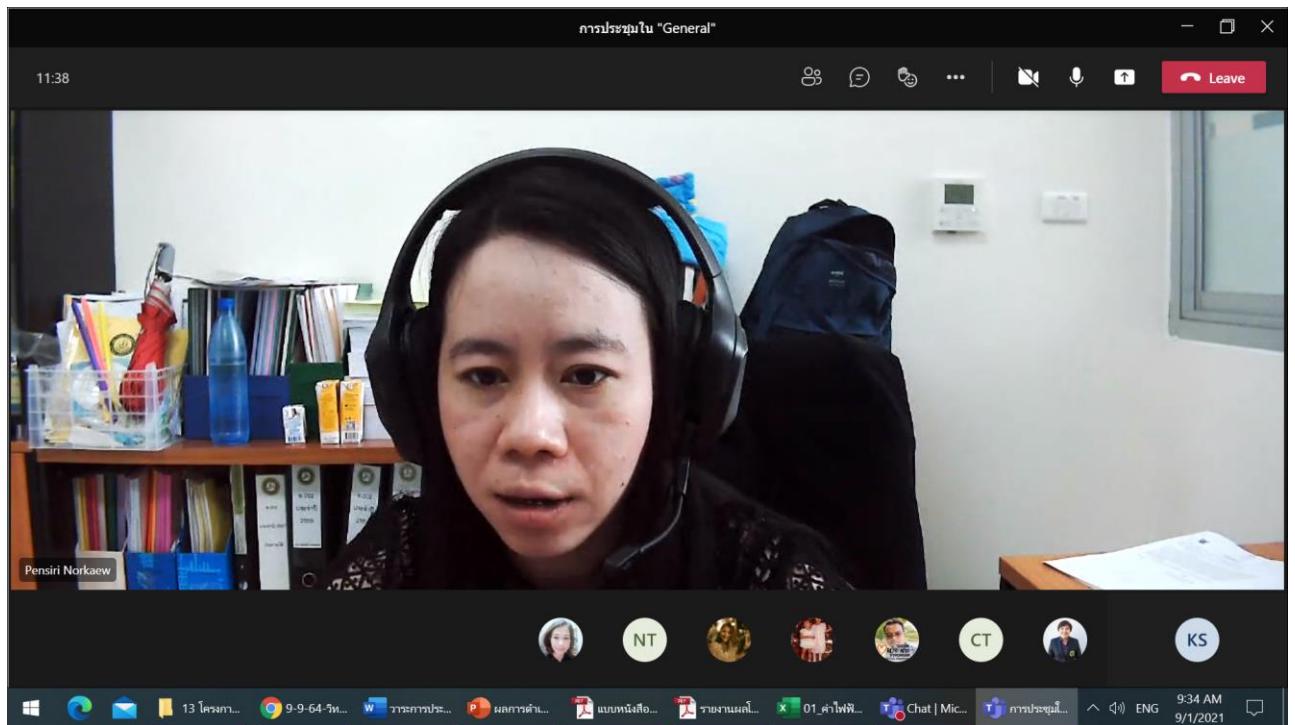 การประชุมใน "General"
11:38
Leave
Pensiri Norkaew
NT
CT
KS
13 โครงกา...
9-9-64-วิท...
วาระการประ...
ผลการดำเ...
แบบหนังสือ...
รายงานผลโ...
01_ค่าไฟฟ้...
Chat | Mic...
การประชุมใ...
ENG
9:34 AM
9/1/2021